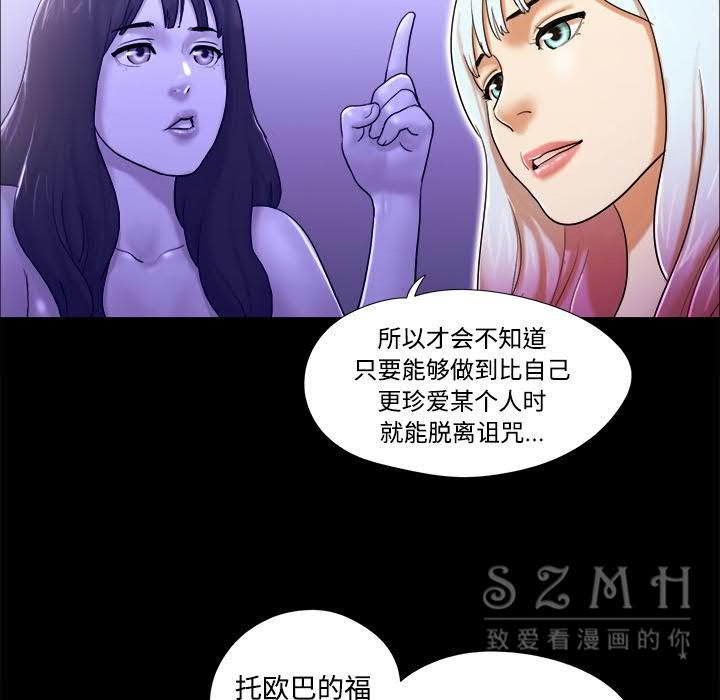 所以才会不知道
只要能够做到比自己
更珍爱某个人时
就能脱离诅咒...
SZMH
致爱看漫画的你
托欧巴的福